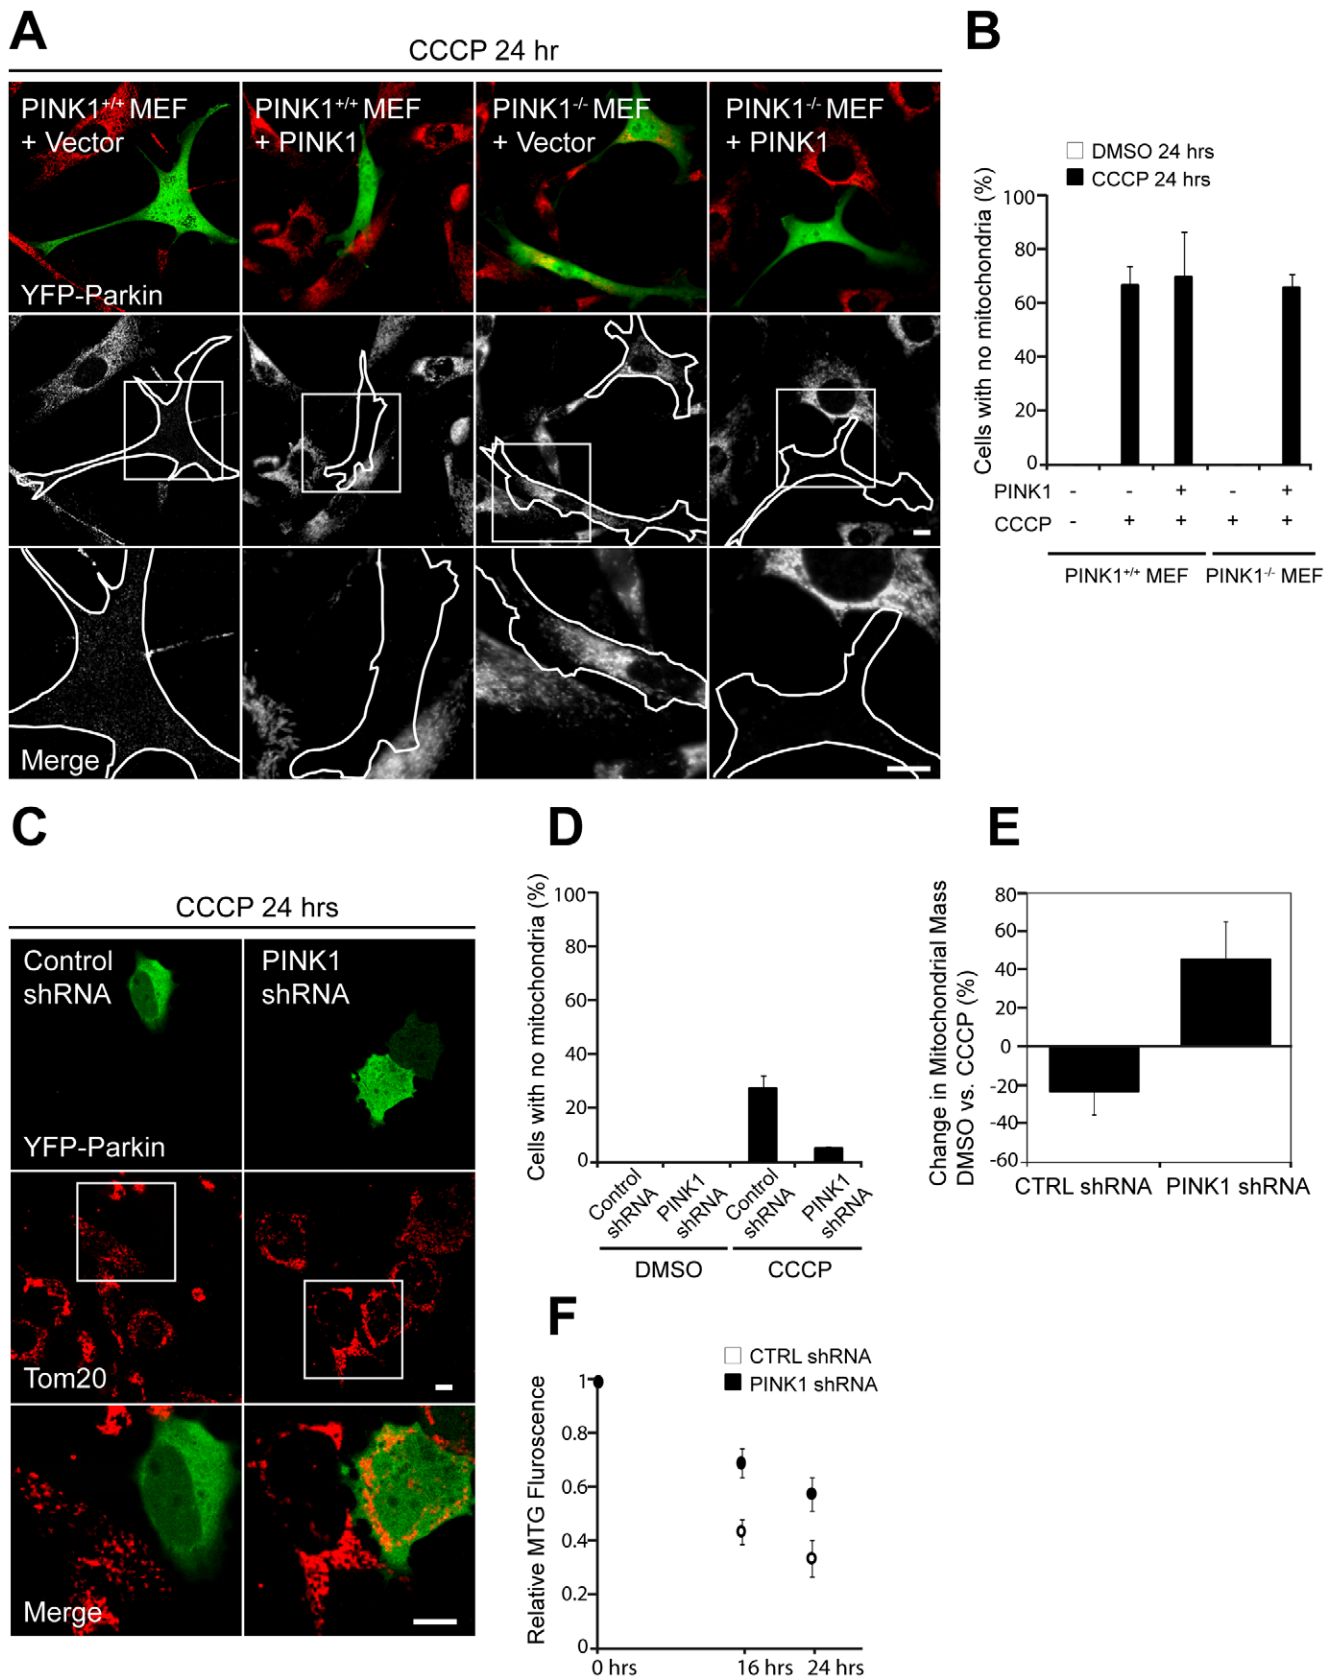 A
CCCP 24 hr
PINK1+/+ MEF
+ Vector
PINK1+/+ MEF
+ PINK1
PINK1-/- MEF
+ Vector
PINK1-/- MEF
+ PINK1
YFP-Parkin
Merge
B
DMSO 24 hrs
CCCP 24 hrs
Cells with no mitochondria (%)
100
80
60
40
20
0
PINK1 - - + - +
CCCP - + + + +
PINK1+/+ MEF PINK1-/- MEF
C
CCCP 24 hrs
Control
shRNA
PINK1
shRNA
YFP-Parkin
Tom20
Merge
D
Cells with no mitochondria (%)
100
80
60
40
20
0
Control
shRNA
PINK1
shRNA
Control
shRNA
PINK1
shRNA
DMSO CCCP
E
Change in Mitochondrial Mass
DMSO vs. CCCP (%)
80
60
40
20
0
-20
-40
-60
CTRL shRNA PINK1 shRNA
F
CTRL shRNA
PINK1 shRNA
Relative MTG Fluroscence
1
0.8
0.6
0.4
0.2
0
0 hrs 16 hrs 24 hrs